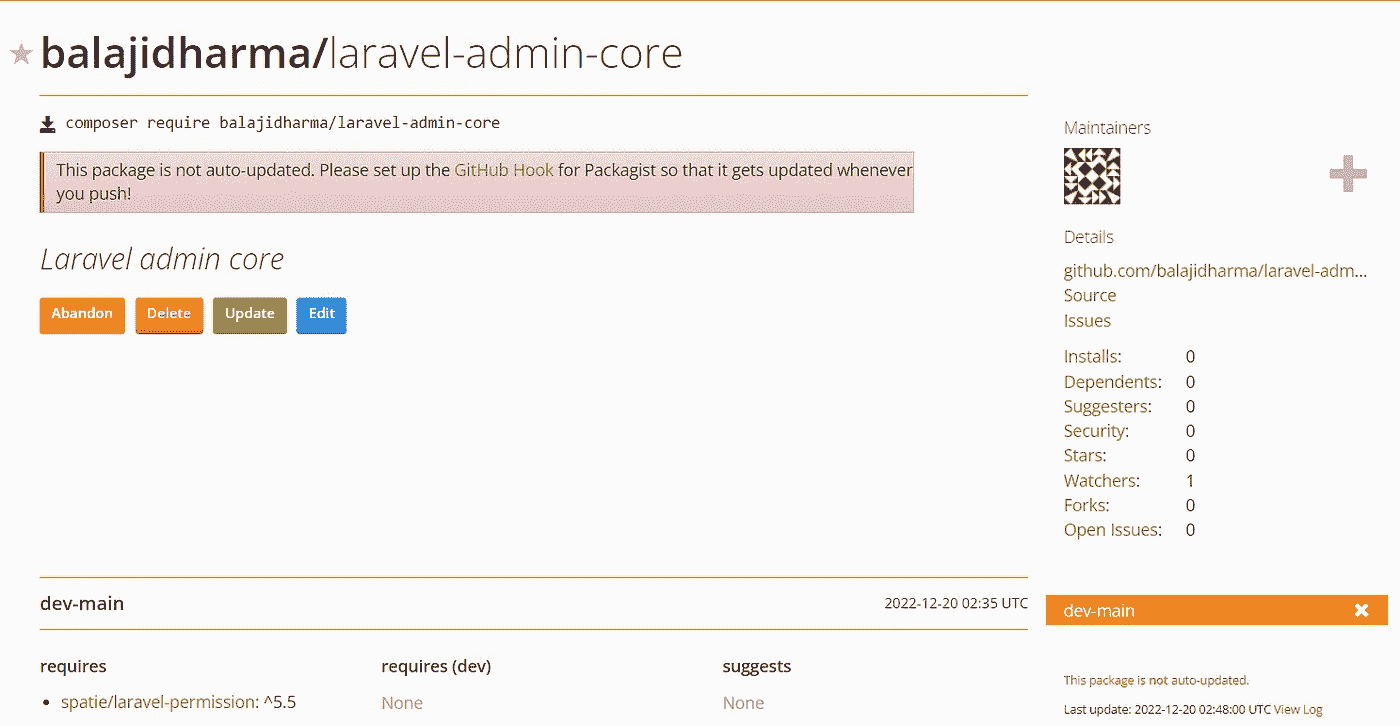 balajidharma/laravel-admin-core
composer require balajidharma/laravel-admin-core
This package is not auto-updated. Please set up the GitHub Hook for Packagist so that it gets updated whenever
you push!
Laravel admin core
Abandon Delete Update Edit
Maintainers
Details
github.com/balajidharma/laravel-adm...
Source
Issues
Installs: 0
Dependents: 0
Suggesters: 0
Security: 0
Stars: 0
Watchers: 1
Forks: 0
Open Issues: 0
dev-main 2022-12-20 02:35 UTC
dev-main
requires requires (dev) suggests
spatie/laravel-permission: ^5.5 None None
This package is not auto-updated.
Last update: 2022-12-20 02:48:00 UTC View Log